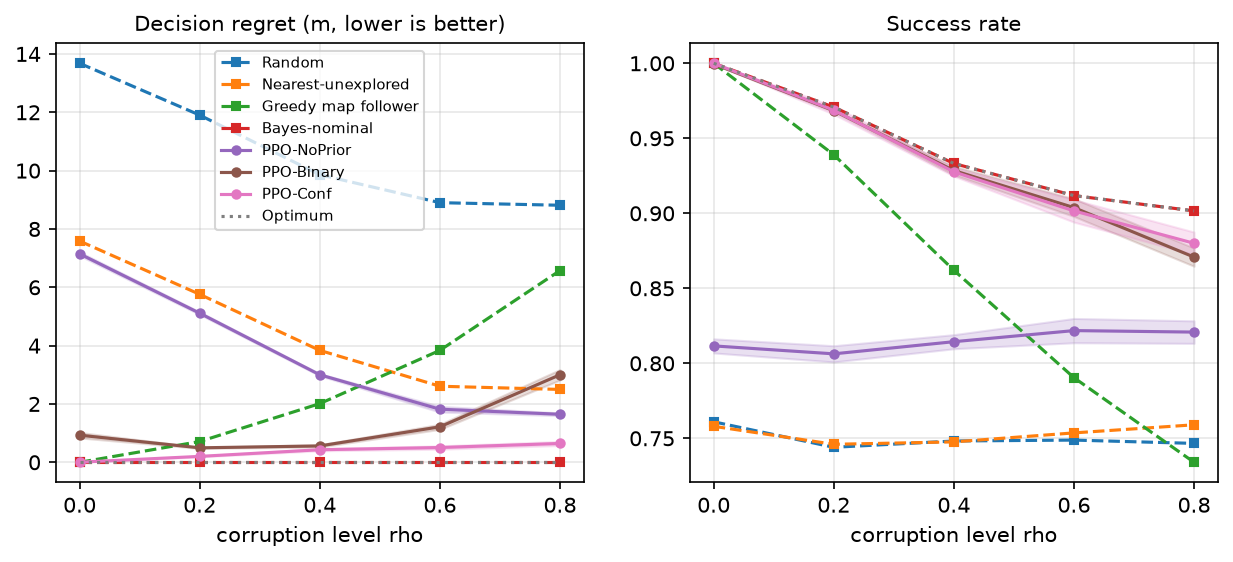 Decision regret (m, lower is better)
14
12
10
8
6
4
2
0
0.0 0.2 0.4 0.6 0.8
corruption level rho
Random
Nearest-unexplored
Greedy map follower
Bayes-nominal
PPO-NoPrior
PPO-Binary
PPO-Conf
Optimum
Success rate
1.00
0.95
0.90
0.85
0.80
0.75
0.0 0.2 0.4 0.6 0.8
corruption level rho